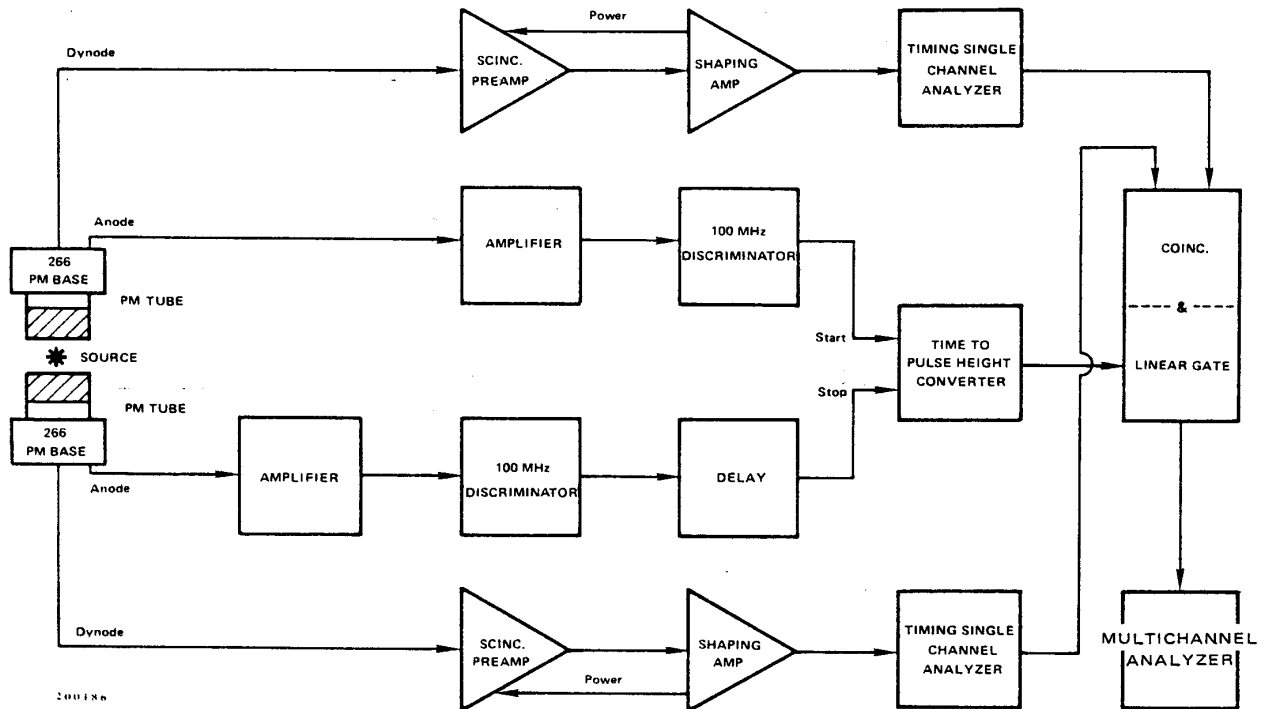 Power
Dynode
SCINC.
PREAMP
SHAPING
AMP
TIMING SINGLE
CHANNEL
ANALYZER
Anode
AMPLIFIER
100 MHz
DISCRIMINATOR
266
PM BASE
PM TUBE
SOURCE
PM TUBE
266
PM BASE
Anode
AMPLIFIER
100 MHz
DISCRIMINATOR
DELAY
Start
Stop
TIME TO
PULSE HEIGHT
CONVERTER
COINC.
&
LINEAR GATE
Dynode
SCINC.
PREAMP
SHAPING
AMP
Power
TIMING SINGLE
CHANNEL
ANALYZER
MULTICHANNEL
ANALYZER